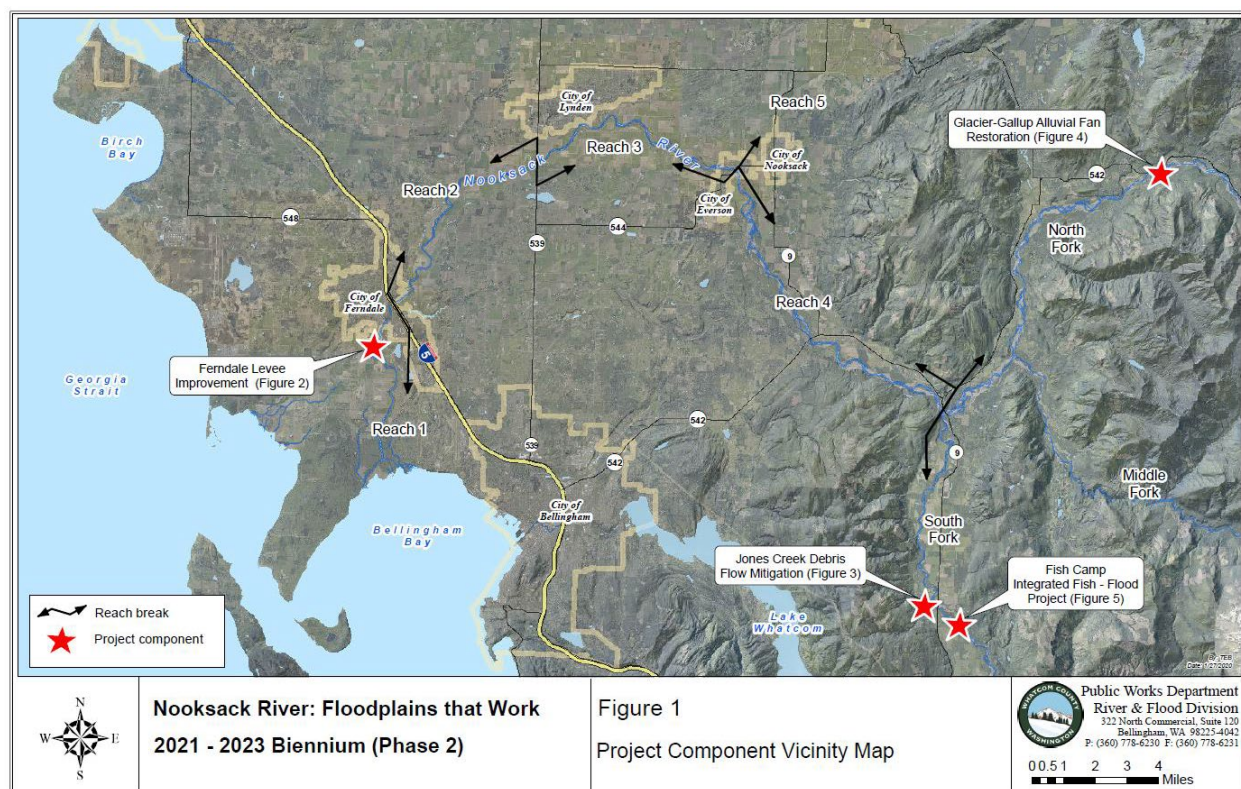 Birch
Bay
City of
Lynden
Reach 5
Glacier-Gallup Alluvial Fan
Restoration (Figure 4)
Reach 3
Nooksack River
City of
Nooksack
542
Reach 2
City of
Everson
North
Fork
548
544
539
9
City of
Ferndale
Reach 4
Ferndale Levee
Improvement (Figure 2)
5
Georgia
Strait
Reach 1
542
539
542
9
Middle
Fork
City of
Bellingham
South
Fork
Bellingham
Bay
Jones Creek Debris
Flow Mitigation (Figure 3)
Fish Camp
Integrated Fish - Flood
Project (Figure 5)
Lake
Whatcom
Reach break
Project component
By: TEB
Date: 1/27/2020
N
W E
S
Nooksack River: Floodplains that Work
2021 - 2023 Biennium (Phase 2)
Figure 1
Project Component Vicinity Map
WHATCOM COUNTY
WASHINGTON
Public Works Department
River & Flood Division
322 North Commercial, Suite 120
Bellingham, WA 98225-4042
P: (360) 778-6230 F: (360) 778-6231
0 0.5 1 2 3 4
Miles